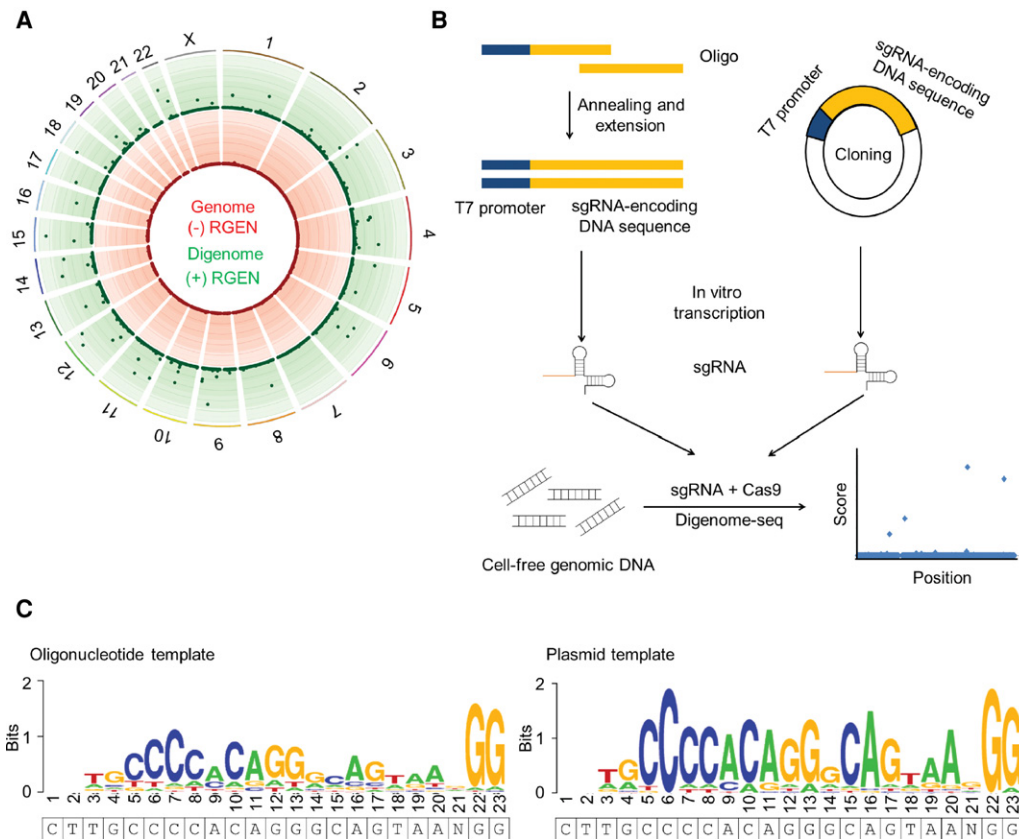 A
1
2
3
4
5
6
7
8
9
10
11
12
13
14
15
16
17
18
19
20
21
22
X
Genome
(-) RGEN
Digenome
(+) RGEN
B
Oligo
Annealing and
extension
T7 promoter
sgRNA-encoding
DNA sequence
T7 promoter
sgRNA-encoding
DNA sequence
Cloning
In vitro
transcription
sgRNA
sgRNA + Cas9
Digenome-seq
Cell-free genomic DNA
Score
Position
C
Oligonucleotide template
Bits
2
1
0
TGCCCCACAGGGCAGTAA GG
1 2 3 4 5 6 7 8 9 10 11 12 13 14 15 16 17 18 19 20 21 22 23
C T T G C C C C A C A G G G C A G T A A N G G
Plasmid template
Bits
2
1
0
TGCCCCACAGGGCAGTAA GG
1 2 3 4 5 6 7 8 9 10 11 12 13 14 15 16 17 18 19 20 21 22 23
C T T G C C C C A C A G G G C A G T A A N G G